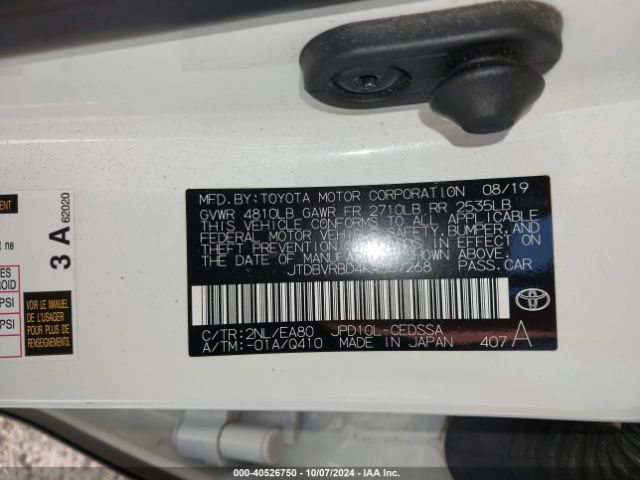 MFD.BY:TOYOTA MOTOR CORPORATION 08/19
GVWR 4810LB GAWR FR 2710LB RR 2535LB
THIS VEHICLE CONFORMS TO ALL APPLICABLE
FEDERAL MOTOR VEHICLE SAFETY, BUMPER, AND
THEFT PREVENTION STANDARDS IN EFFECT ON
THE DATE OF MANUFACTURE SHOWN ABOVE.
PASS.CAR
C/TR:2NL/EA80 JPD10L-CEDSSA
A/TM:-01A/Q410 MADE IN JAPAN 407 A
TOYOTA
3 A
62020
ne
PSI
PSI
VOIR LE MANUEL
DE L'USAGER
POUR PLUS DE
RENSEIGNEMENTS
000-40526750 | 10/07/2024 | IAA Inc.